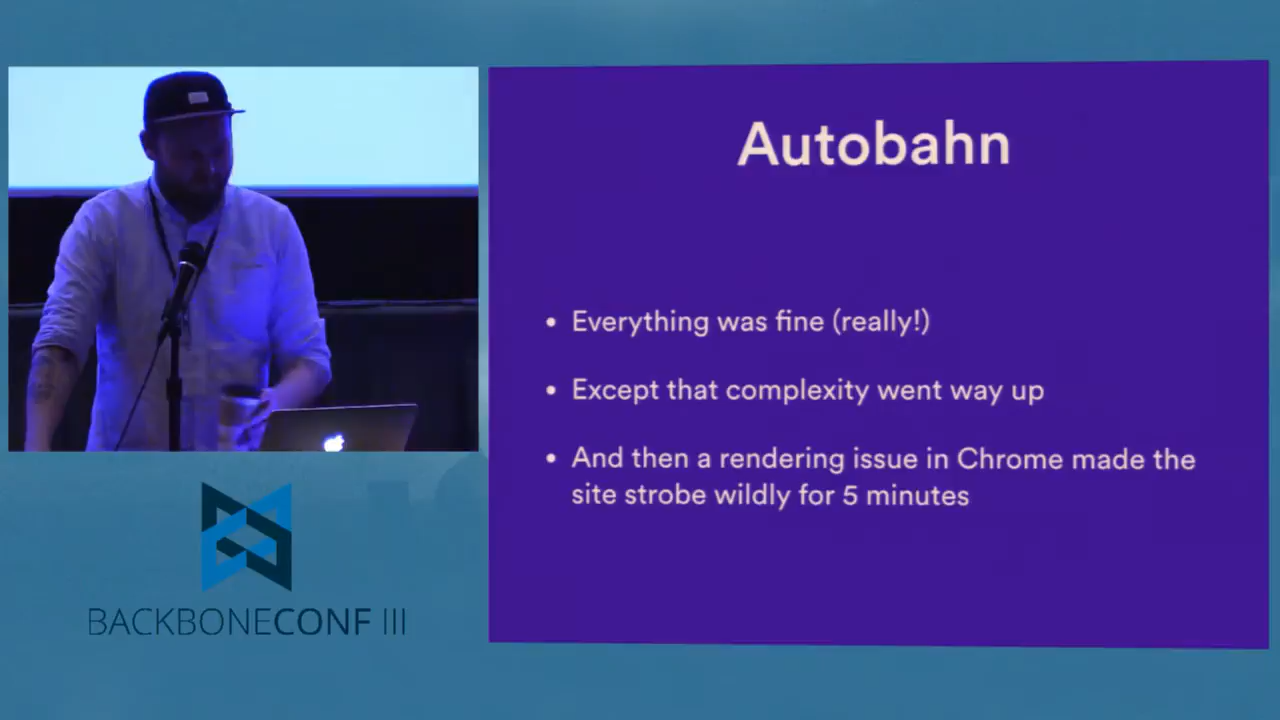 Autobahn
• Everything was fine (really!)
• Except that complexity went way up
• And then a rendering issue in Chrome made the
site strobe wildly for 5 minutes
BACKBONECONF III